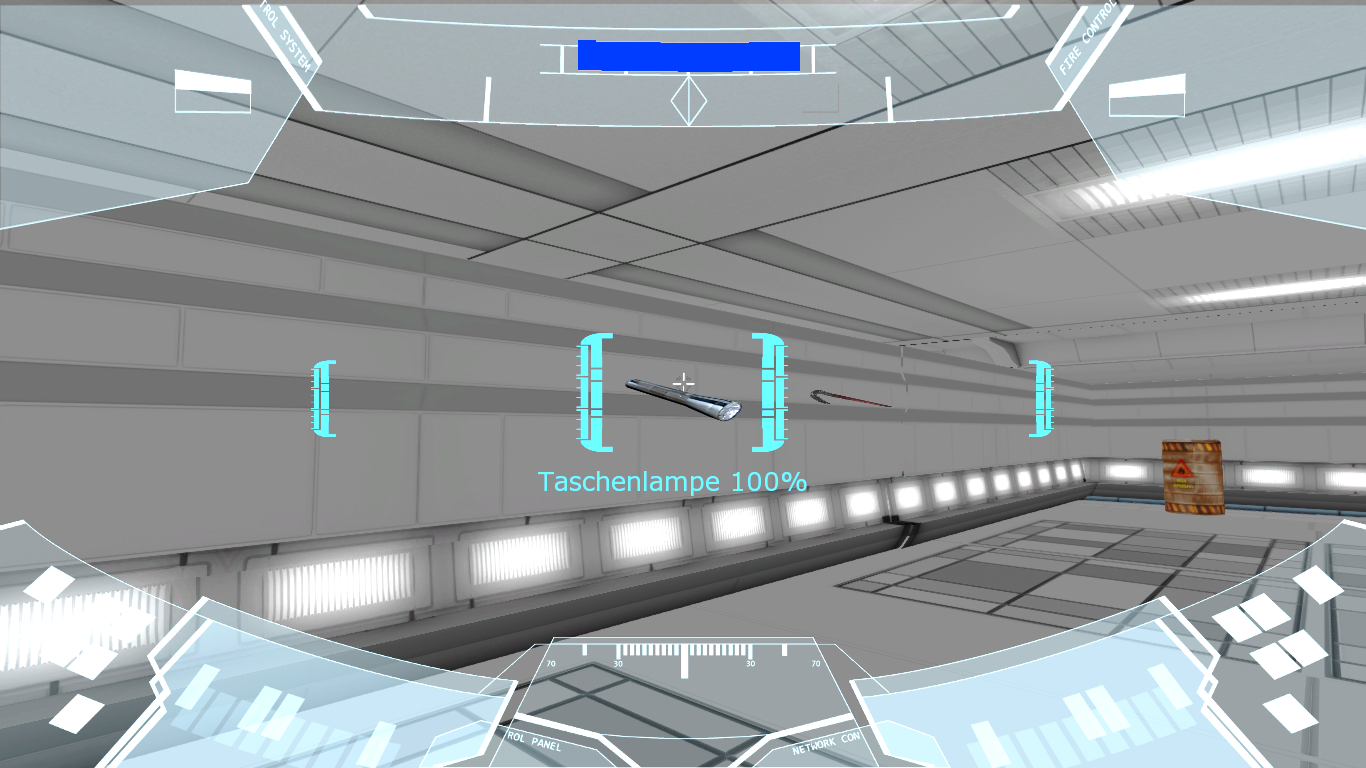 TROL SYSTEM
FIRE CONTROL
Taschenlampe 100%
70
30
30
70
ROL PANEL
NETWORK CON